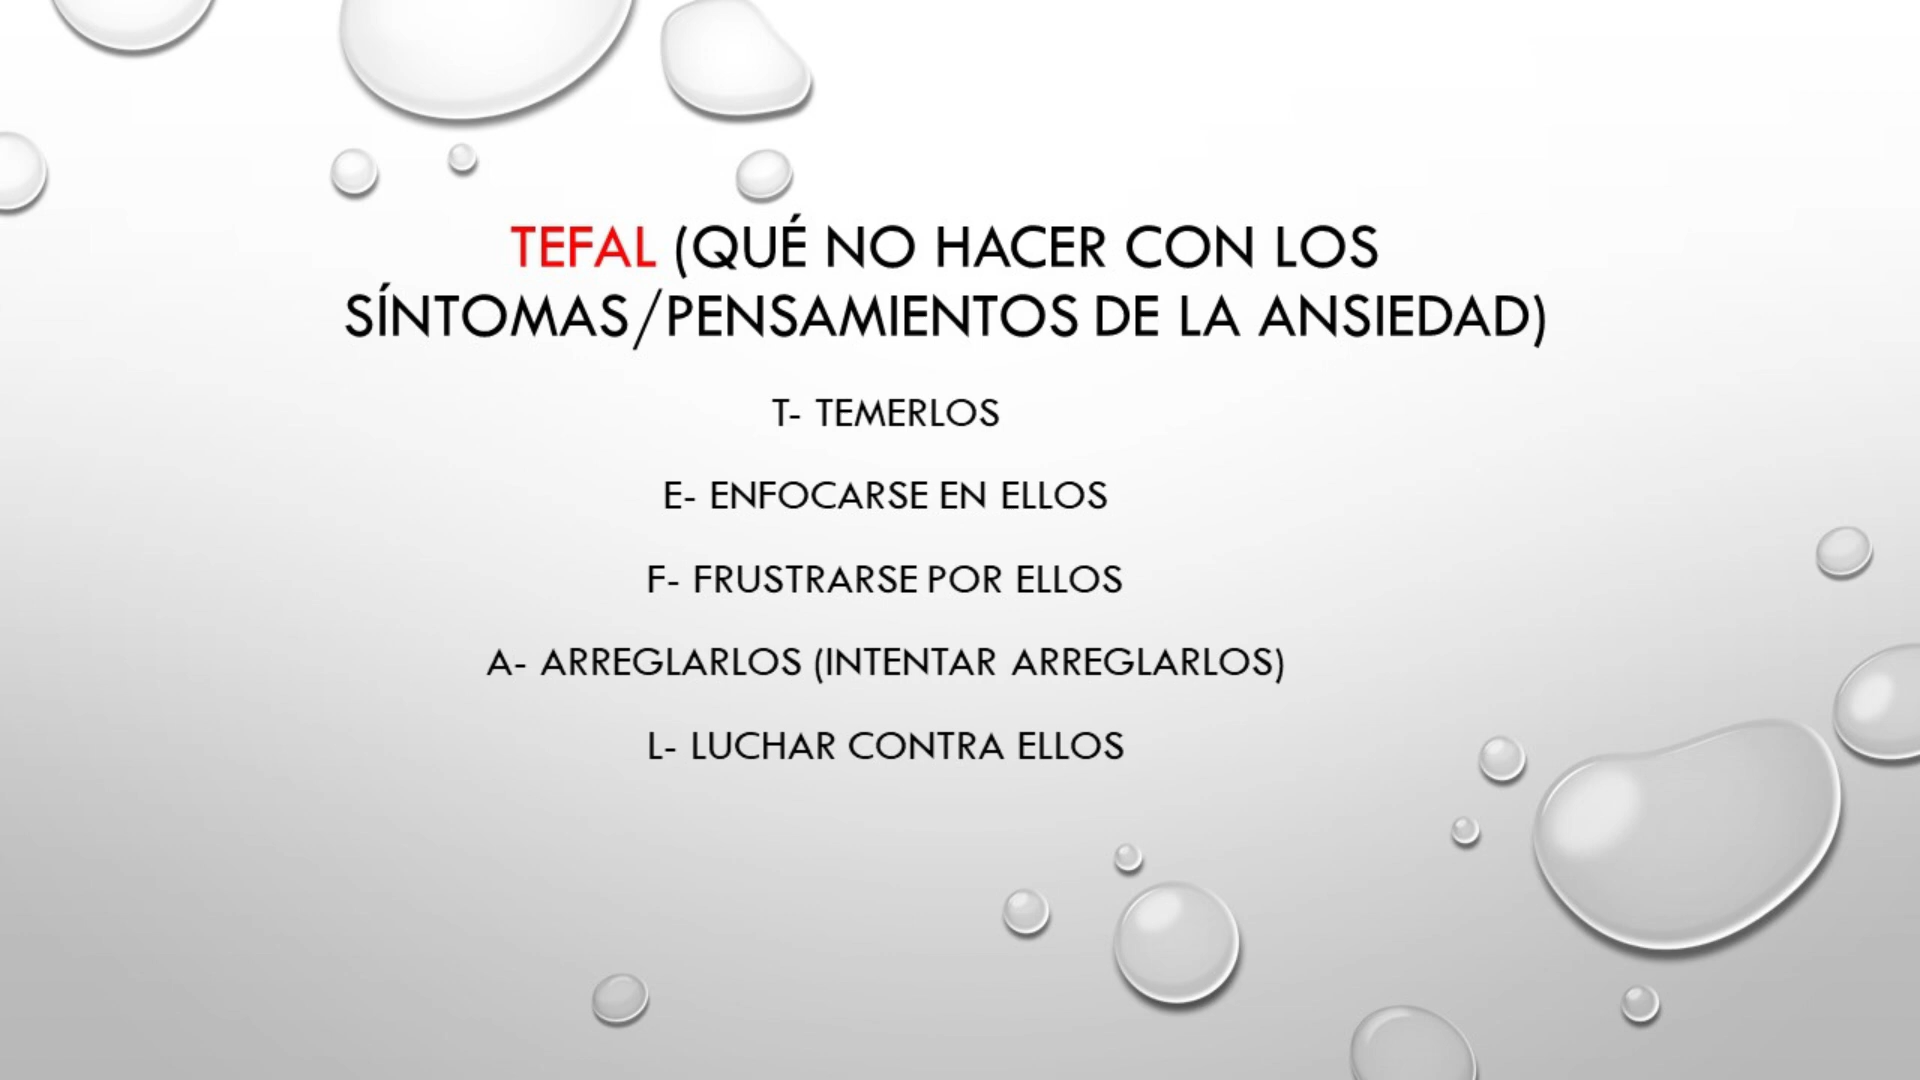 TEFAL (QUÉ NO HACER CON LOS
SÍNTOMAS/PENSAMIENTOS DE LA ANSIEDAD)
T- TEMERLOS
E- ENFOCARSE EN ELLOS
F- FRUSTRARSE POR ELLOS
A- ARREGLARLOS (INTENTAR ARREGLARLOS)
L- LUCHAR CONTRA ELLOS